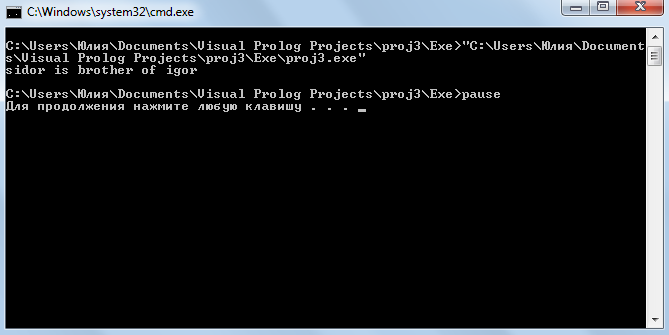 C:\Windows\system32\cmd.exe
C:\Users\Юлия\Documents\Visual Prolog Projects\proj3\Exe>"C:\Users\Юлия\Document
s\Visual Prolog Projects\proj3\Exe\proj3.exe"
sidor is brother of igor
C:\Users\Юлия\Documents\Visual Prolog Projects\proj3\Exe>pause
Для продолжения нажмите любую клавишу . . .